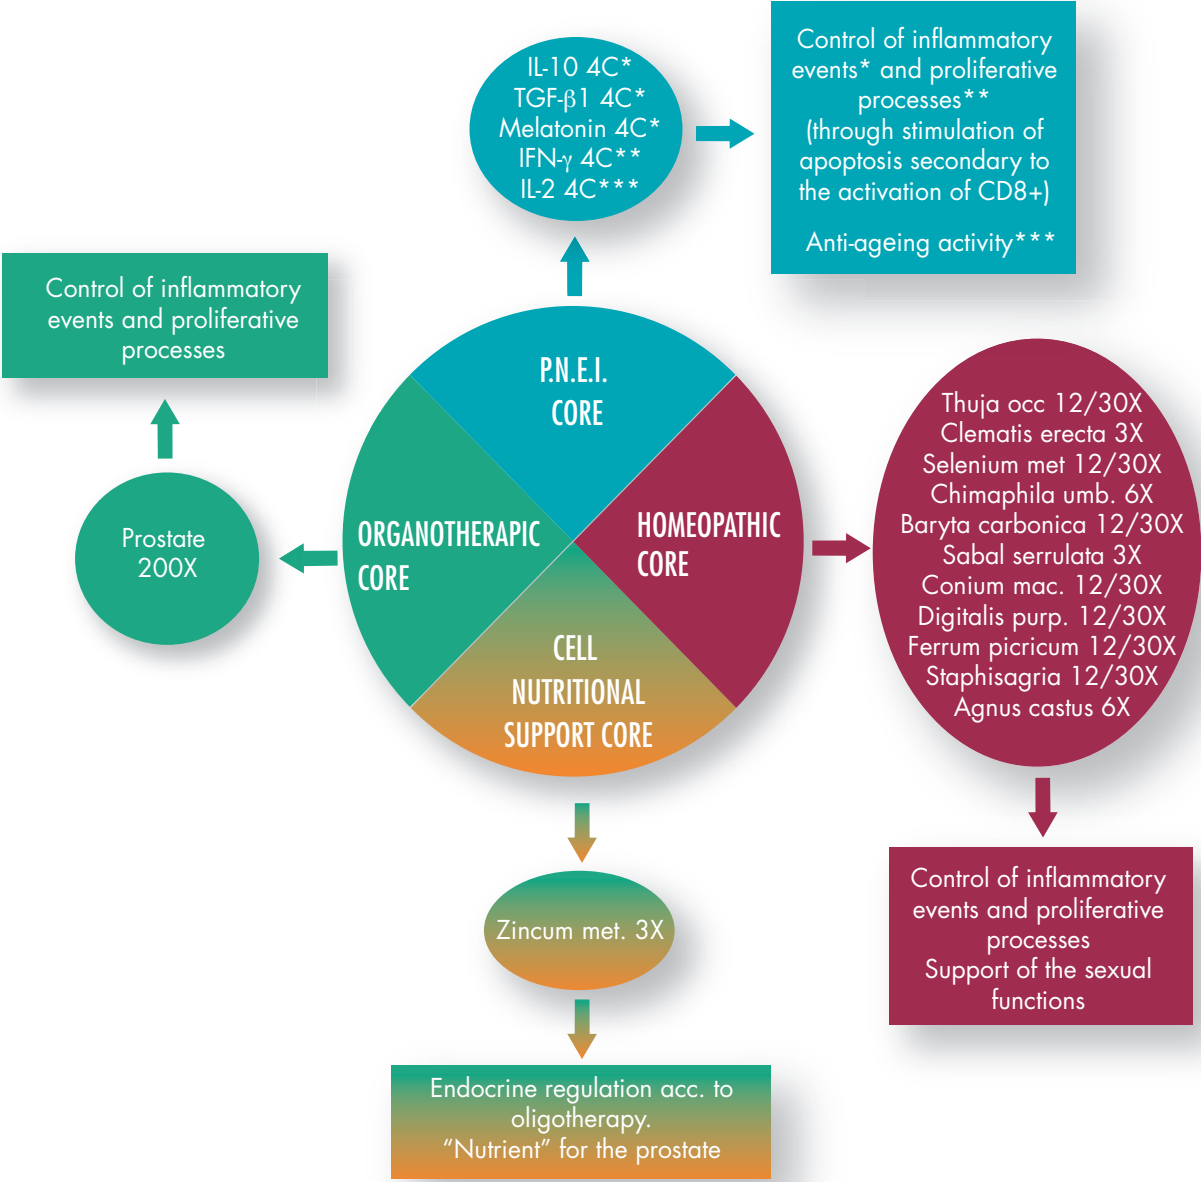 IL-10 4C*
TGF-β1 4C*
Melatonin 4C*
IFN-γ 4C**
IL-2 4C***
Control of inflammatory
events* and proliferative
processes**
(through stimulation of
apoptosis secondary to
the activation of CD8+)
Anti-ageing activity***
Control of inflammatory
events and proliferative
processes
P.N.E.I.
CORE
Prostate
200X
ORGANOTHERAPIC
CORE
HOMEOPATHIC
CORE
Thuja occ 12/30X
Clematis erecta 3X
Selenium met 12/30X
Chimaphila umb. 6X
Baryta carbonica 12/30X
Sabal serrulata 3X
Conium mac. 12/30X
Digitalis purp. 12/30X
Ferrum picricum 12/30X
Staphisagria 12/30X
Agnus castus 6X
CELL
NUTRITIONAL
SUPPORT CORE
Zincum met. 3X
Control of inflammatory
events and proliferative
processes
Support of the sexual
functions
Endocrine regulation acc. to
oligotherapy.
“Nutrient” for the prostate